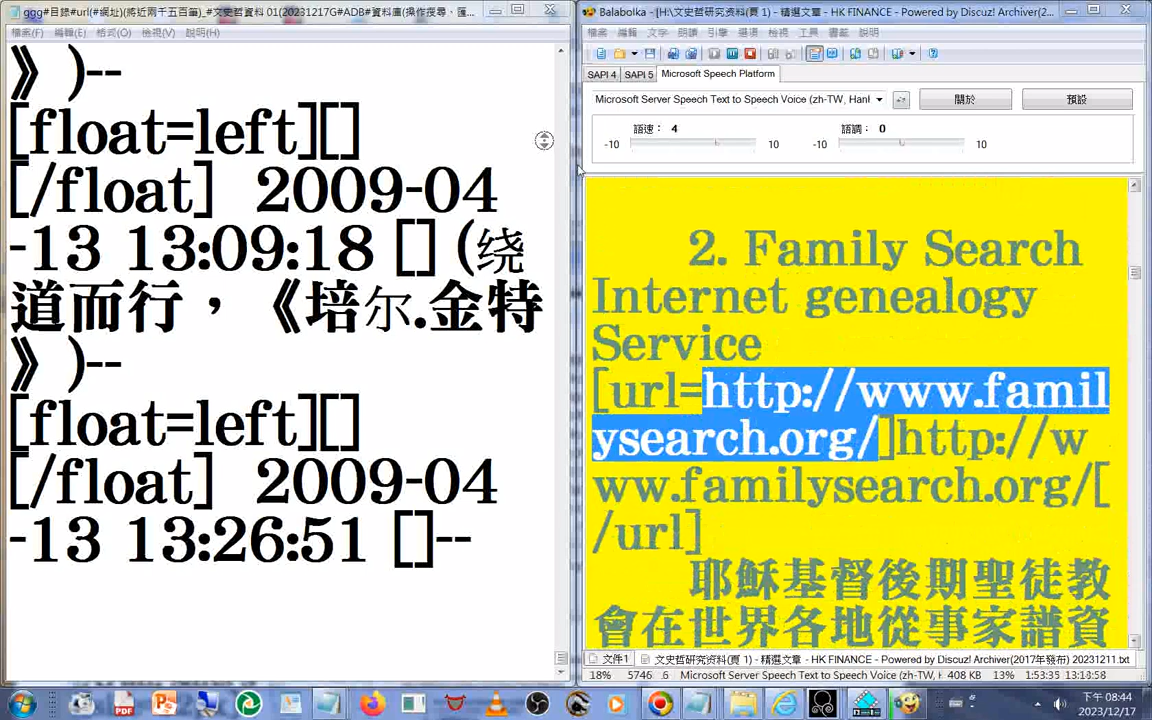 ggg#目錄#url(#網址)(將近兩千五百筆)_#文史哲資料 01(20231217G#ADB#資料庫(操作搜尋、匯...
檔案(F) 編輯(E) 格式(O) 檢視(V) 說明(H)
》 )--
[float=left][]
[/float] 2009-04
-13 13:09:18 [] (绕
道而行，《培尔.金特
》 )--
[float=left][]
[/float] 2009-04
-13 13:26:51 []--
Balabolka - [H:\文史哲研究资料(頁 1) - 精選文章 - HK FINANCE - Powered by Discuz! Archiver(2...
檔案 編輯 文字 朗讀 引擎 選項 檢視 工具 書籤 說明
SAPI 4 SAPI 5 Microsoft Speech Platform
Microsoft Server Speech Text to Speech Voice (zh-TW, Hanl
關於
預設
語速： 4 語調： 0
-10 10 -10 10
2. Family Search
Internet genealogy
Service
[url=http://www.famil
ysearch.org/]http://w
ww.familysearch.org/[
/url]
耶穌基督後期聖徒教
會在世界各地從事家譜資
文件1 文史哲研究资料(頁 1) - 精選文章 - HK FINANCE - Powered by Discuz! Archiver(2017年發布) 20231211.txt
18% 5746 .6 Microsoft Server Speech Text to Speech Voice (zh-TW, H 408 KB 13% 1:53:35 13:18:58
下午 08:44
2023/12/17